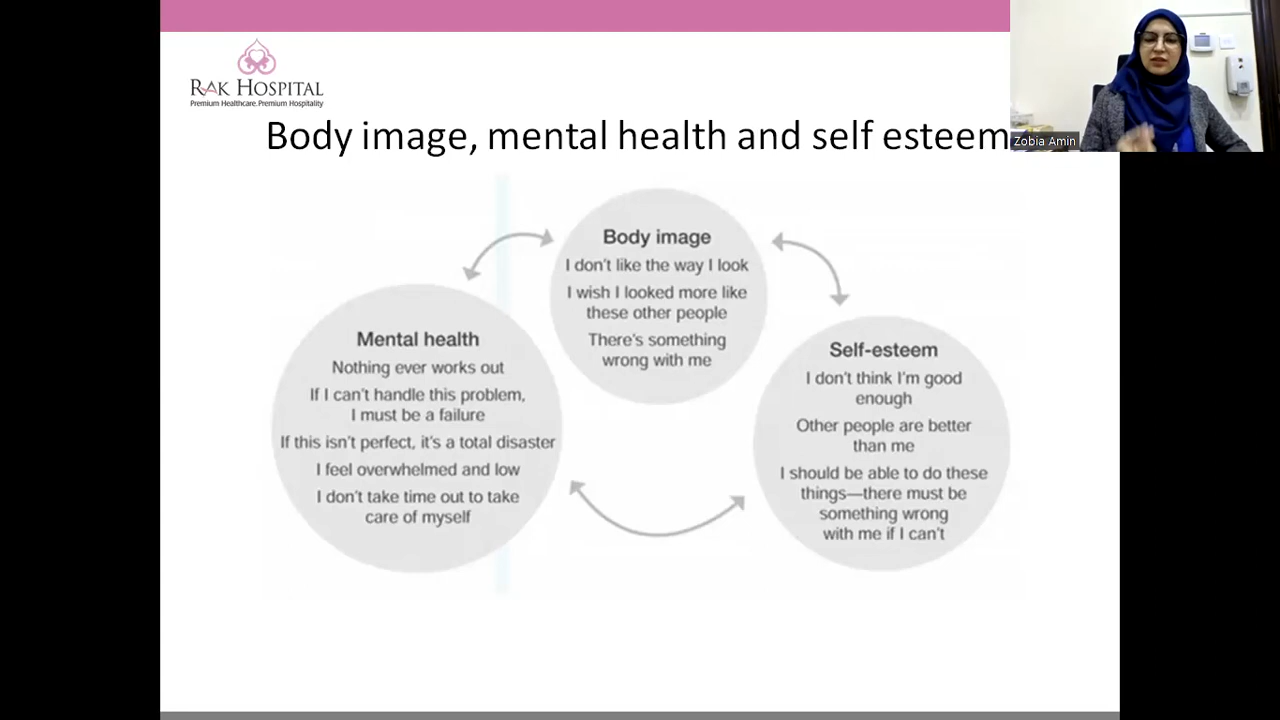 RAK HOSPITAL
Premium Healthcare. Premium Hospitality
Body image, mental health and self esteem
Zobia Amin
Body image
I don't like the way I look
I wish I looked more like
these other people
There's something
wrong with me
Mental health
Nothing ever works out
If I can't handle this problem,
I must be a failure
If this isn't perfect, it's a total disaster
I feel overwhelmed and low
I don't take time out to take
care of myself
Self-esteem
I don't think I'm good
enough
Other people are better
than me
I should be able to do these
things—there must be
something wrong
with me if I can't